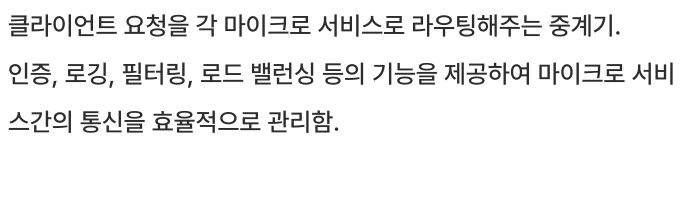 클라이언트 요청을 각 마이크로 서비스로 라우팅해주는 중계기.
인증, 로깅, 필터링, 로드 밸런싱 등의 기능을 제공하여 마이크로 서비
스간의 통신을 효율적으로 관리함.